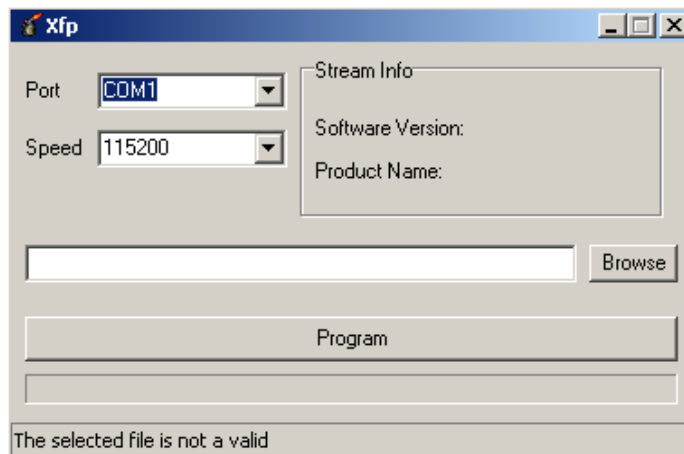 Xfp
Port
COM1
Speed
115200
Stream Info
Software Version:
Product Name:
Browse
Program
The selected file is not a valid